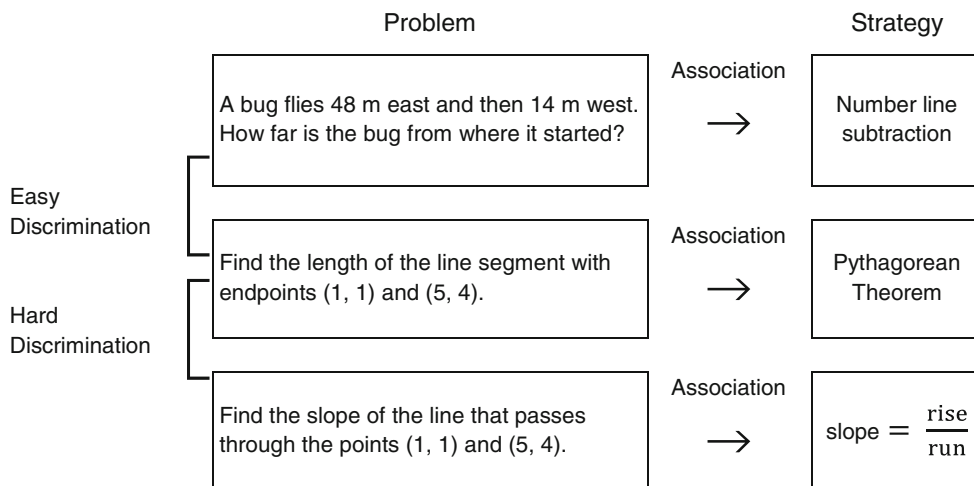 Problem
Strategy
A bug flies 48 m east and then 14 m west.
How far is the bug from where it started?
Association
→
Number line
subtraction
Easy
Discrimination
Find the length of the line segment with
endpoints (1, 1) and (5, 4).
Association
→
Pythagorean
Theorem
Hard
Discrimination
Find the slope of the line that passes
through the points (1, 1) and (5, 4).
Association
→
slope = rise
run